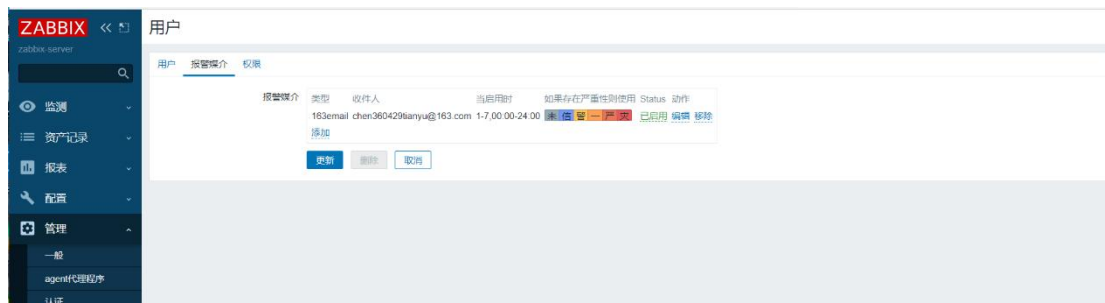 ZABBIX
zabbix-server
监测
资产记录
报表
配置
管理
一般
agent代理程序
认证
用户
用户 报警媒介 权限
报警媒介 类型 收件人 当启用时 如果存在严重性则使用 Status 动作
163email chen360429tianyu@163.com 1-7,00:00-24:00 未 信 警 一 严 灾 已启用 编辑 移除
添加
更新 删除 取消